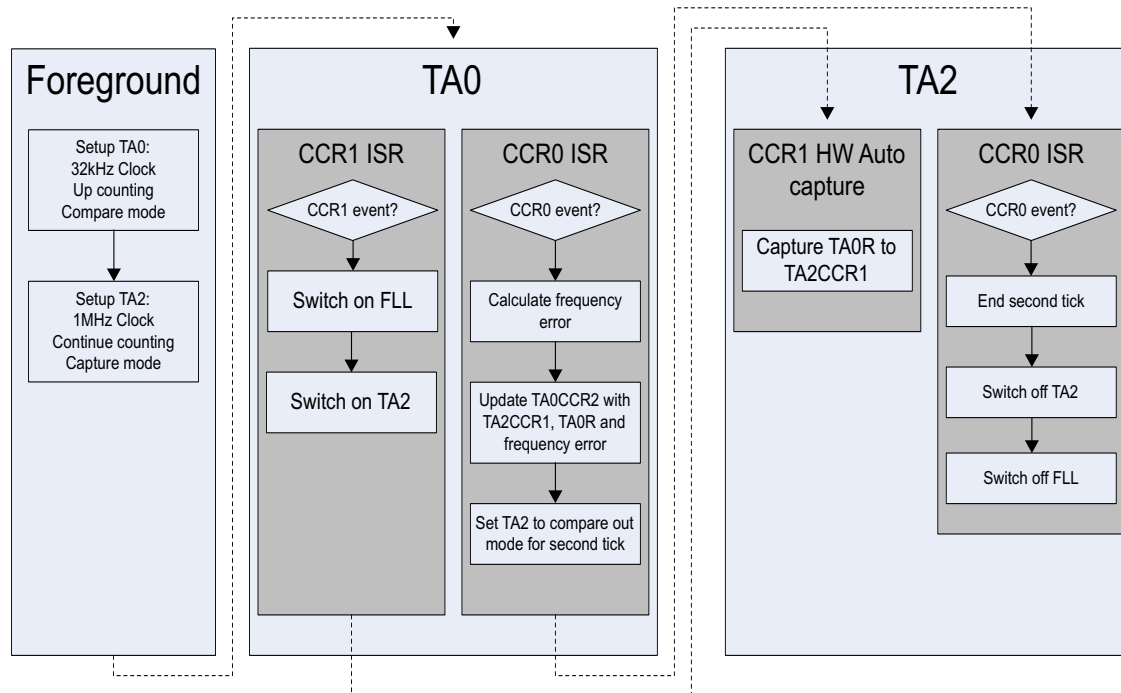 Foreground
Setup TA0:
32kHz Clock
Up counting
Compare mode
Setup TA2:
1MHz Clock
Continue counting
Capture mode
TA0
CCR1 ISR
CCR1 event?
Switch on FLL
Switch on TA2
CCR0 ISR
CCR0 event?
Calculate frequency
error
Update TA0CCR2 with
TA2CCR1, TA0R and
frequency error
Set TA2 to compare out
mode for second tick
TA2
CCR1 HW Auto
capture
Capture TA0R to
TA2CCR1
CCR0 ISR
CCR0 event?
End second tick
Switch off TA2
Switch off FLL